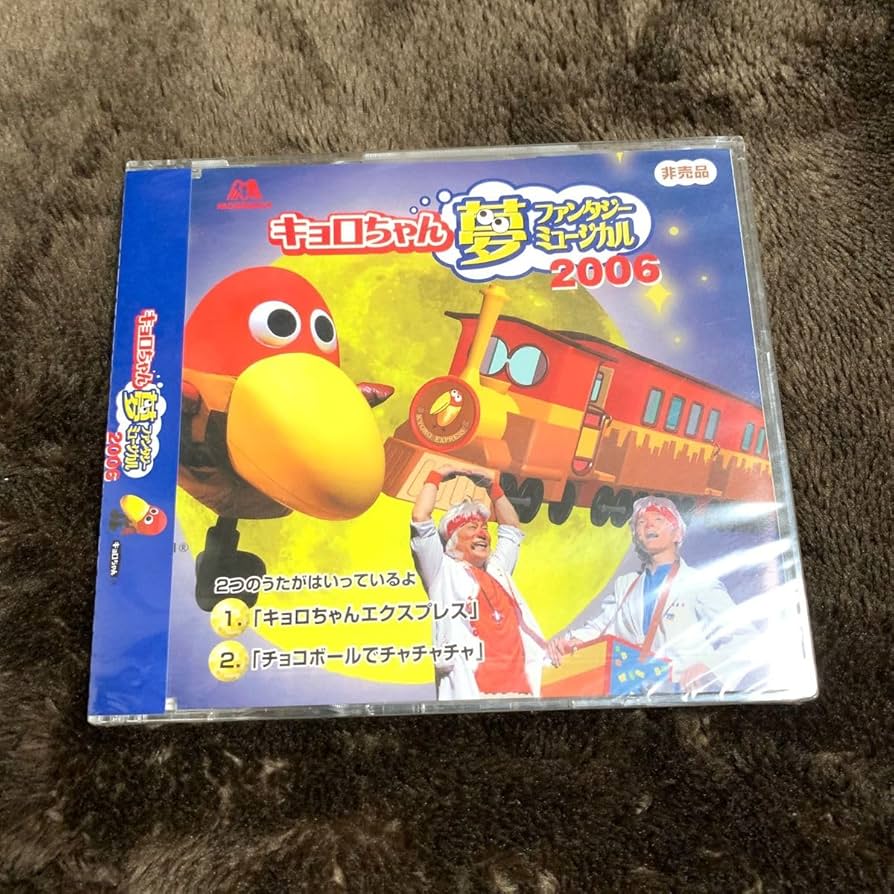 MORINAGA
非売品
キョロちゃん
夢
ファンタジー
ミュージカル
2006
キョロちゃん
夢
ファンタジー
ミュージカル
2006
キョロちゃん
KYORO EXPRESS
®
2つのうたがはいっているよ
1. 「キョロちゃんエクスプレス」
2. 「チョコボールでチャチャチャ」